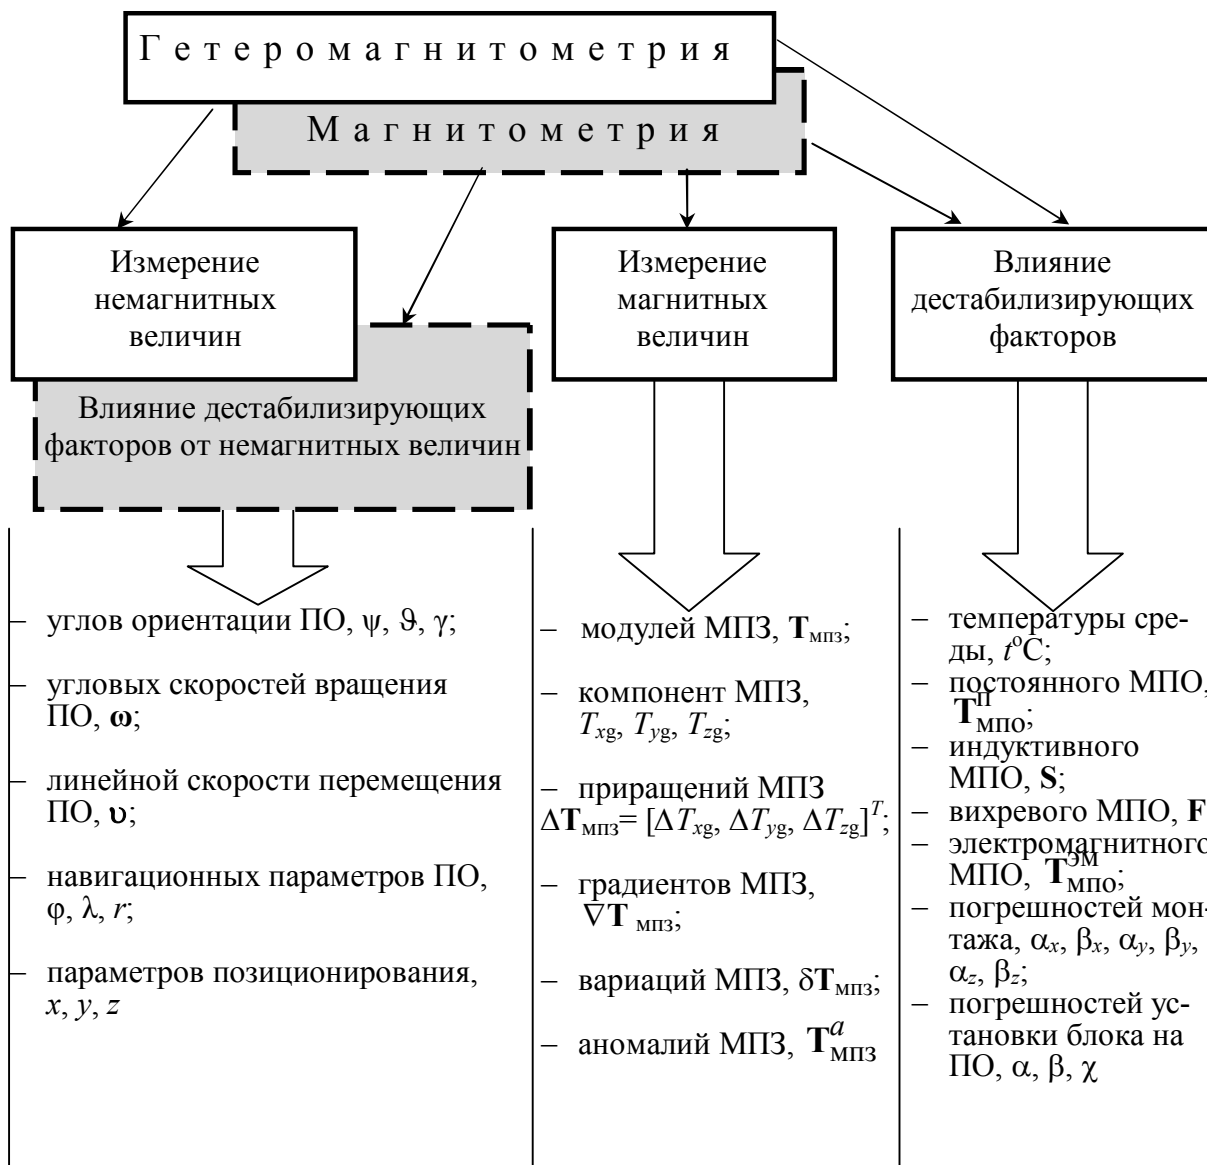 Гетеромагнитометрия
Магнитометрия
Измерение
немагнитных
величин
Влияние дестабилизирующих
факторов от немагнитных величин
Измерение
магнитных
величин
Влияние
дестабилизирующих
факторов
– углов ориентации ПО, ψ, ϑ, γ;
– угловых скоростей вращения
ПО, ω;
– линейной скорости перемещения
ПО, υ;
– навигационных параметров ПО,
φ, λ, r;
– параметров позиционирования,
x, y, z
– модулей МПЗ, Tмпз;
– компонент МПЗ,
Txg, Tyg, Tzg;
– приращений МПЗ
ΔTмпз= [ΔTxg, ΔTyg, ΔTzg]T;
– градиентов МПЗ,
∇T мпз;
– вариаций МПЗ, δTмпз;
– аномалий МПЗ, TaМПЗ
– температуры сре-
ды, t°C;
– постоянного МПО,
TПМПО;
– индуктивного
МПО, S;
– вихревого МПО, F
– электромагнитного
МПО, TЭММПО;
– погрешностей мон-
тажа, αx, βx, αy, βy,
αz, βz;
– погрешностей ус-
тановки блока на
ПО, α, β, χ